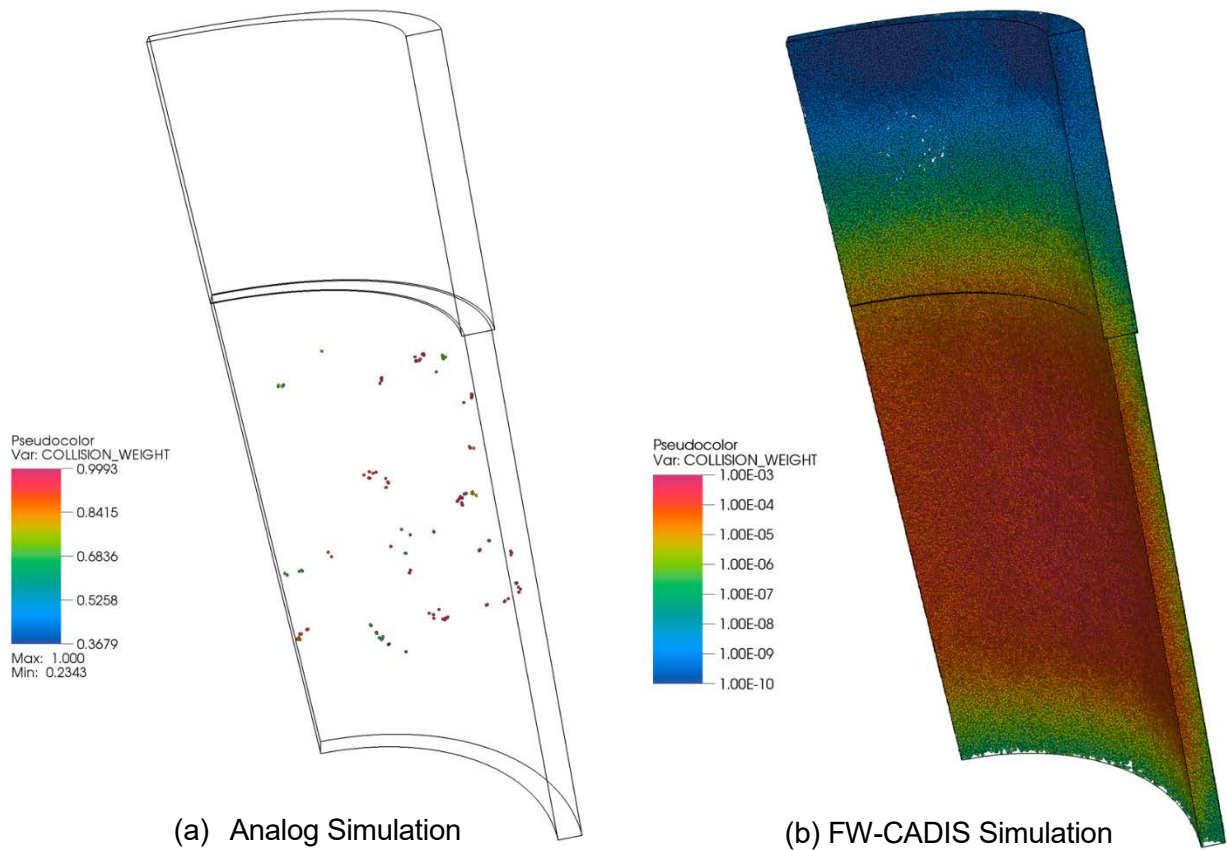 Pseudocolor
Var: COLLISION_WEIGHT
0.9993
0.8415
0.6836
0.5258
0.3679
Max: 1.000
Min: 0.2343
(a) Analog Simulation
Pseudocolor
Var: COLLISION_WEIGHT
1.00E-03
1.00E-04
1.00E-05
1.00E-06
1.00E-07
1.00E-08
1.00E-09
1.00E-10
(b) FW-CADIS Simulation